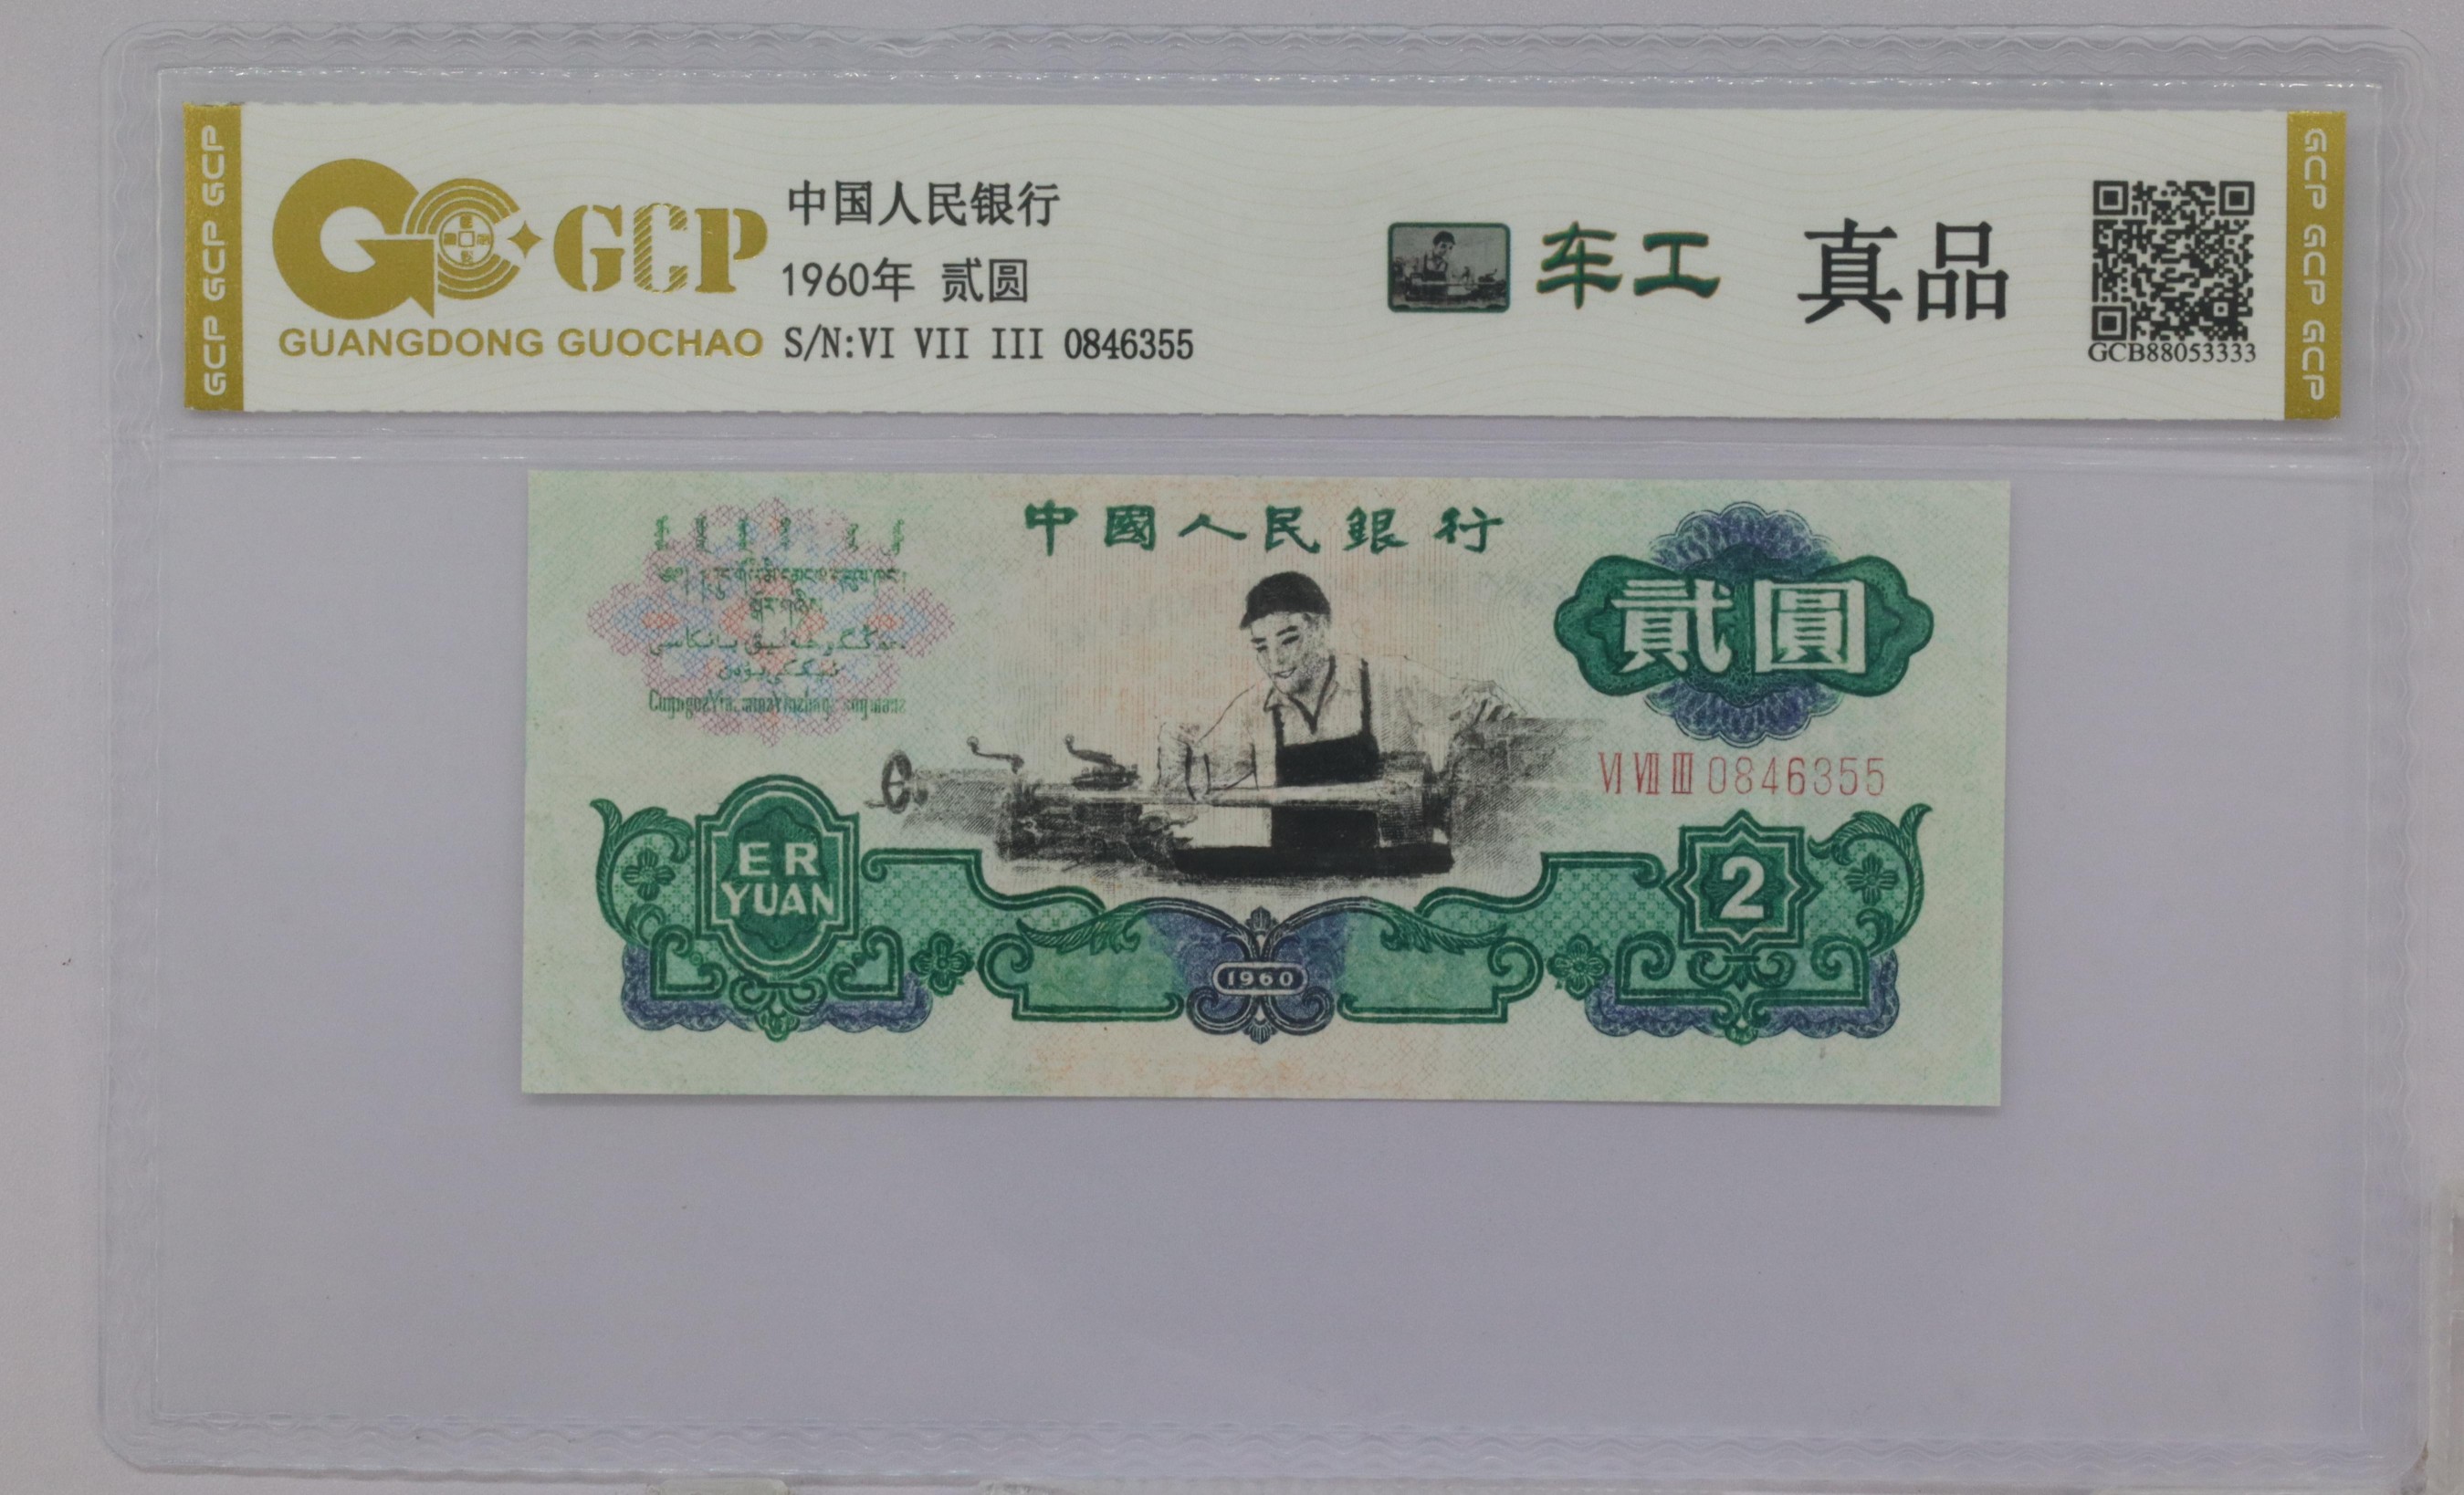 GCP GCP GCP
GCP
GUANGDONG GUOCHAO
中国人民银行
1960年 贰圆
S/N:VI VII III 0846355
车工 真品
GCB88053333
GCP GCP GCP
中國人民銀行
貳圓
VI VII III 0846355
ER
YUAN
2
1960